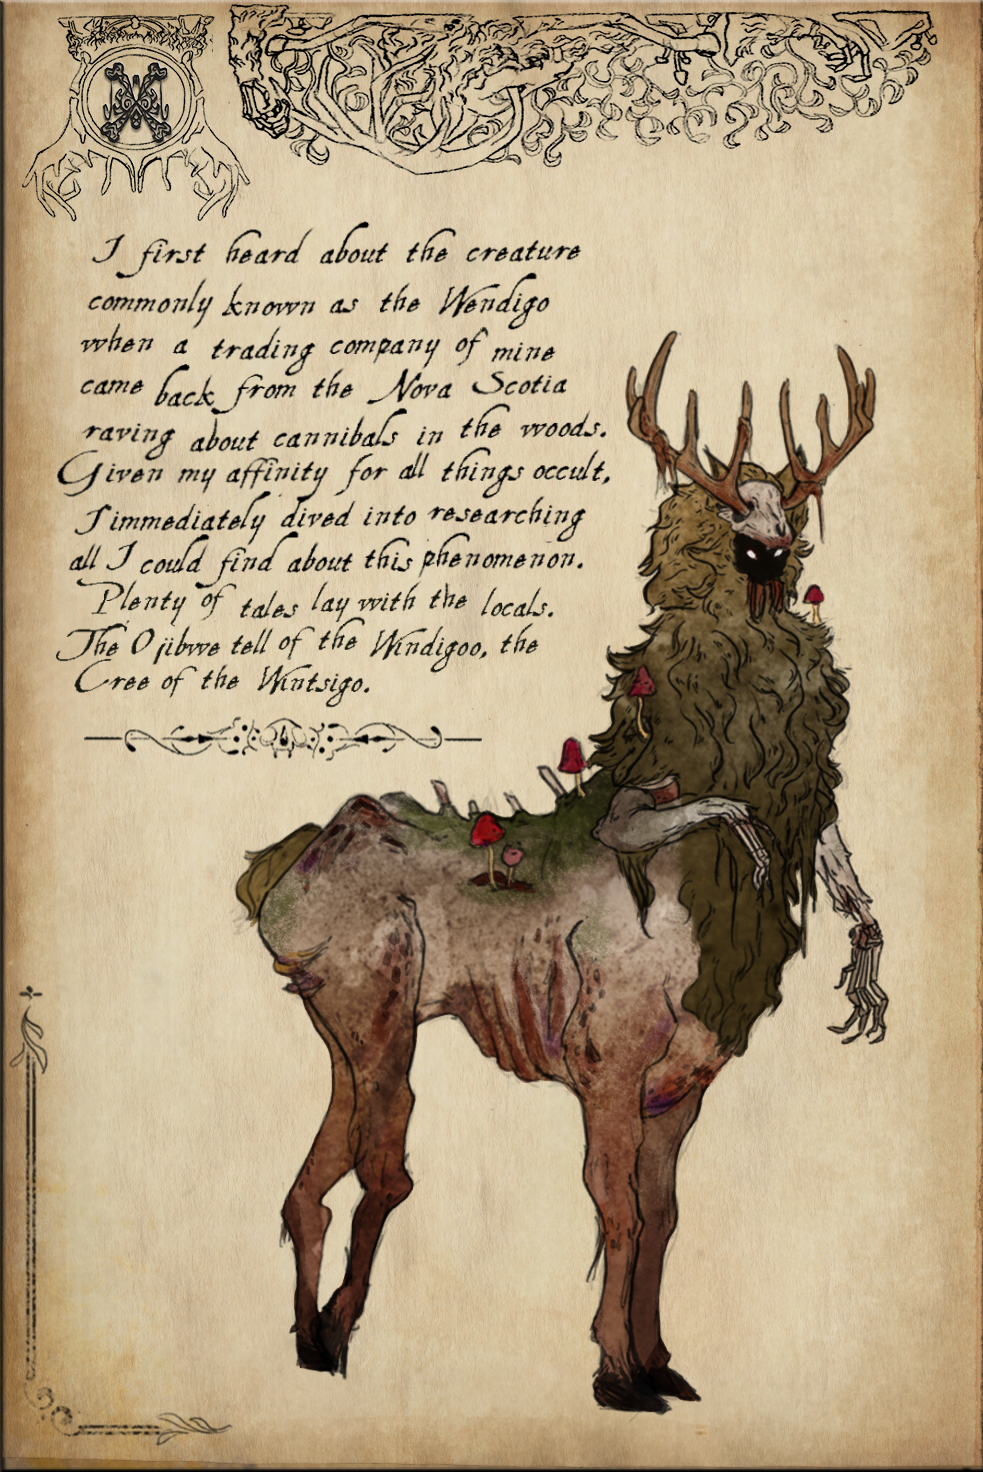 I first heard about the creature
commonly known as the Wendigo
when a trading company of mine
came back from the Nova Scotia
raving about cannibals in the woods.
Given my affinity for all things occult,
I immediately dived into researching
all I could find about this phenomenon.
Plenty of tales lay with the locals.
The Ojibwe tell of the Windigoo, the
Cree of the Wintsigo.